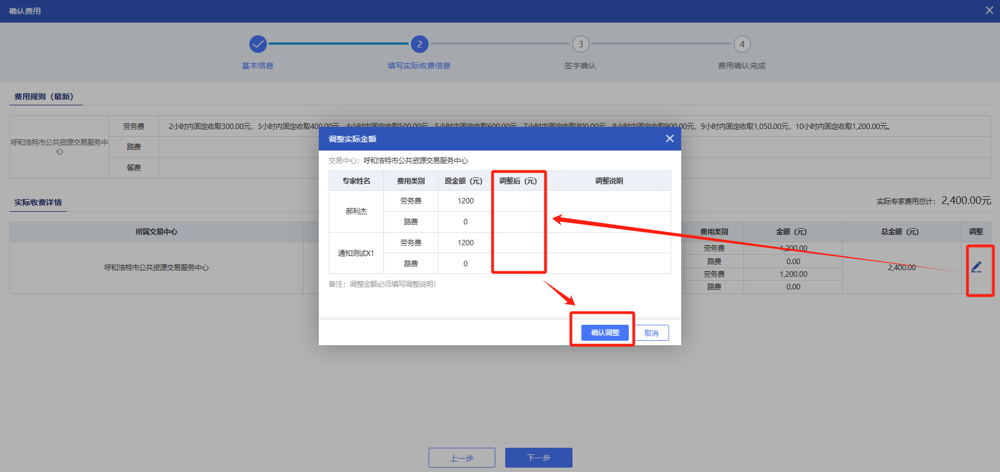 确认费用
2
3
4
基本信息
填写实际收费信息
签字确认
费用确认完成
费用规则（最新）
呼和浩特市公共资源交易服务中心
劳务费
2小时内固定收取300.00元，3小时内固定收取400.00元，4小时内固定收取500.00元，5小时内固定收取600.00元，7小时内固定收取800.00元，8小时内固定收取900.00元，9小时内固定收取1,050.00元，10小时内固定收取1,200.00元。
路费
餐费
实际收费详情
实际专家费用总计： 2,400.00元
所属交易中心
费用类别 金额（元） 总金额（元） 调整
呼和浩特市公共资源交易服务中心
劳务费 1,200.00
路费 0.00
2,400.00
劳务费 1,200.00
路费 0.00
调整实际金额
交易中心：呼和浩特市公共资源交易服务中心
专家姓名 费用类别 原金额（元） 调整后（元） 调整说明
郝利杰
劳务费 1200
路费 0
通知测试X1
劳务费 1200
路费 0
备注：调整金额必须填写调整说明！
确认调整 取消
上一步 下一步